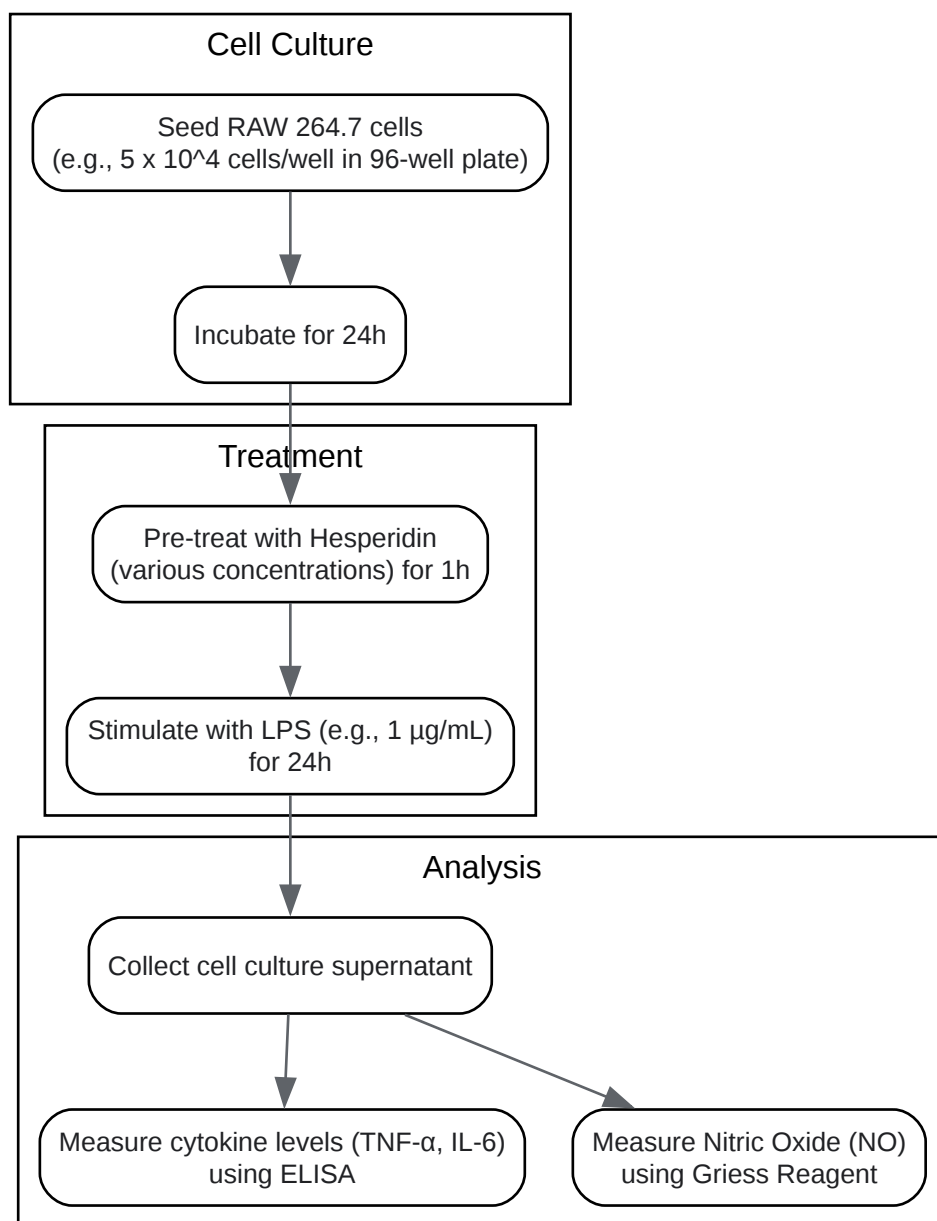 Cell Culture
Seed RAW 264.7 cells
(e.g., 5 x 10^4 cells/well in 96-well plate)
Incubate for 24h
Treatment
Pre-treat with Hesperidin
(various concentrations) for 1h
Stimulate with LPS (e.g., 1 µg/mL)
for 24h
Analysis
Collect cell culture supernatant
Measure cytokine levels (TNF-α, IL-6)
using ELISA
Measure Nitric Oxide (NO)
using Griess Reagent